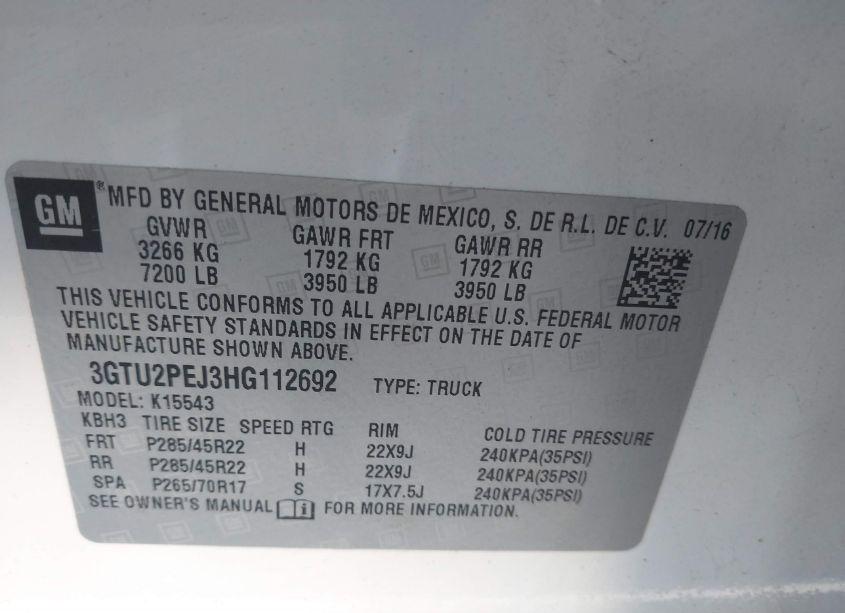 GM ® MFD BY GENERAL MOTORS DE MEXICO, S. DE R.L. DE C.V. 07/16
GVWR GAWR FRT GAWR RR
3266 KG 1792 KG 1792 KG
7200 LB 3950 LB 3950 LB
THIS VEHICLE CONFORMS TO ALL APPLICABLE U.S. FEDERAL MOTOR
VEHICLE SAFETY STANDARDS IN EFFECT ON THE DATE OF
MANUFACTURE SHOWN ABOVE.
3GTU2PEJ3HG112692 TYPE: TRUCK
MODEL: K15543
KBH3 TIRE SIZE SPEED RTG RIM COLD TIRE PRESSURE
FRT P285/45R22 H 22X9J 240KPA(35PSI)
RR P285/45R22 H 22X9J 240KPA(35PSI)
SPA P265/70R17 S 17X7.5J 240KPA(35PSI)
SEE OWNER'S MANUAL i FOR MORE INFORMATION.